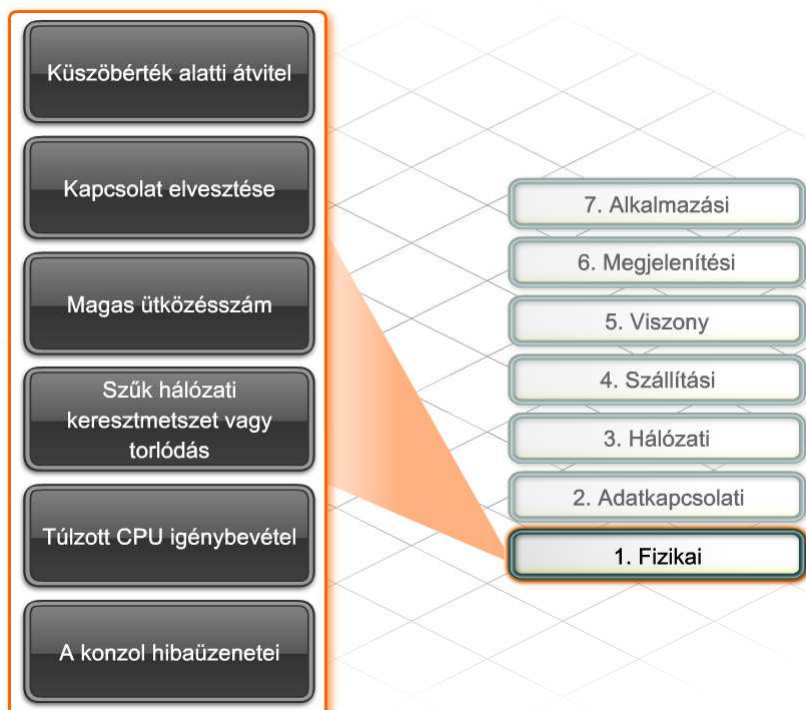 Küszöbérték alatti átvitel
Kapcsolat elvesztése
Magas ütközésszám
Szűk hálózati
keresztmetszet vagy
torlódás
Túlzott CPU igénybevétel
A konzol hibaüzenetei
7. Alkalmazási
6. Megjelenítési
5. Viszony
4. Szállítási
3. Hálózati
2. Adatkapcsolati
1. Fizikai